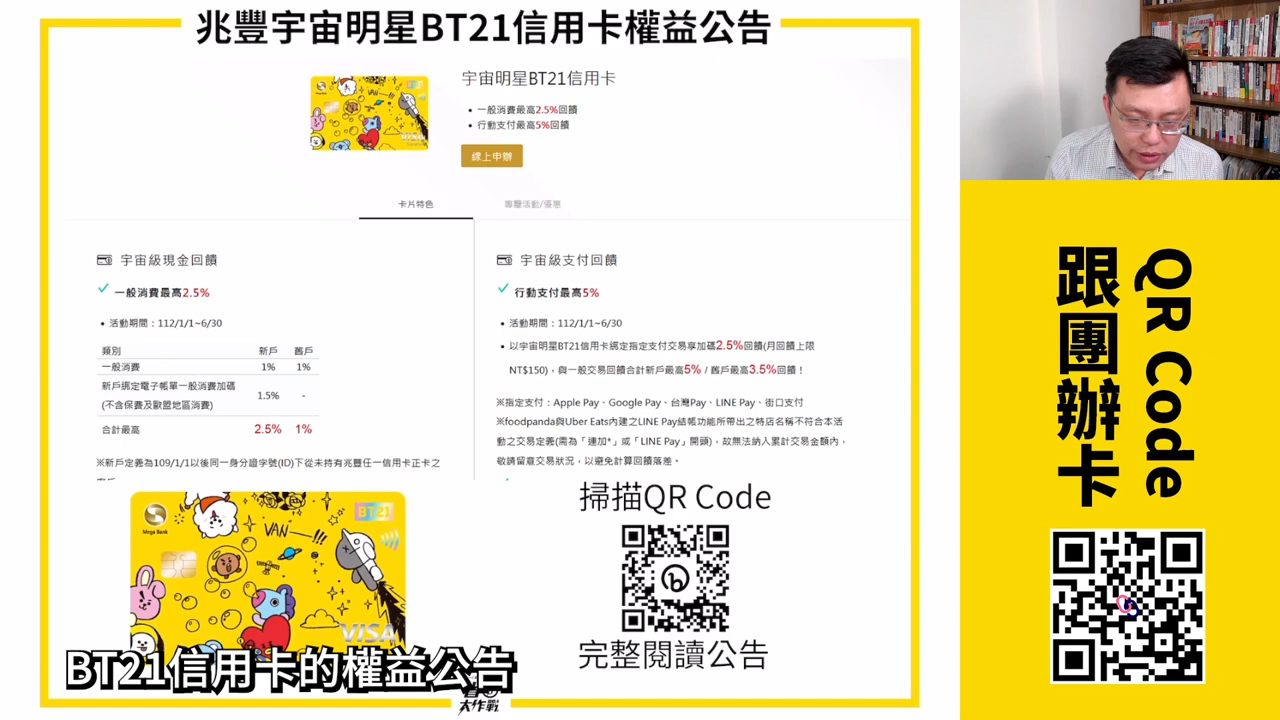 兆豐宇宙明星BT21信用卡權益公告
宇宙明星BT21信用卡
• 一般消費最高2.5%回饋
• 行動支付最高5%回饋
線上申辦
卡片特色
專屬活動/優惠
宇宙級現金回饋
一般消費最高2.5%
• 活動期間：112/1/1~6/30
類別 新戶 舊戶
一般消費 1% 1%
新戶綁定電子帳單一般消費加碼
(不含保費及歐盟地區消費) 1.5% -
合計最高 2.5% 1%
※新戶定義為109/1/1以後同一身分證字號(ID)下從未持有兆豐任一信用卡正卡之
宇宙級支付回饋
行動支付最高5%
• 活動期間：112/1/1~6/30
• 以宇宙明星BT21信用卡綁定指定支付交易享加碼2.5%回饋(月回饋上限
NT$150)，與一般交易回饋合計新戶最高5% / 舊戶最高3.5%回饋！
※指定支付：Apple Pay、Google Pay、台灣Pay、LINE Pay、街口支付
※foodpanda與Uber Eats內建之LINE Pay結帳功能所帶出之特店名稱不符合本活
動之交易定義(需為「連加*」或「LINE Pay」開頭)，故無法納入累計交易金額內，
敬請留意交易狀況，以避免計算回饋落差。
Mega Bank
BT21
VAN
VISA
掃描QR Code
完整閱讀公告
BT21信用卡的權益公告
大作戰
QR Code
跟團辦卡